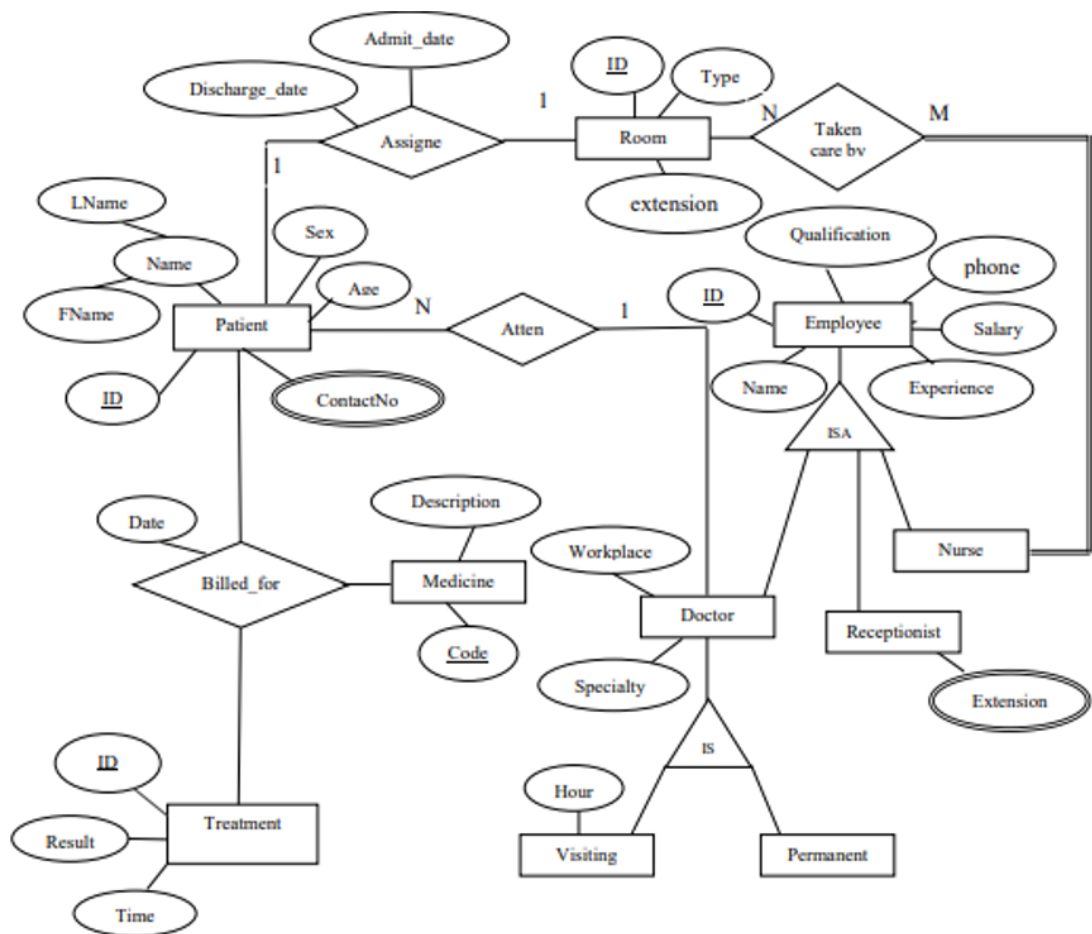 Admit_date
Discharge_date
ID
Type
1
Assigne
Room
N
Taken
care bv
M
1
extension
LName
Sex
Qualification
Name
Age
phone
FName
ID
N
1
Patient
Atten
Employee
Salary
ID
ContactNo
Name
Experience
ISA
Description
Date
Workplace
Nurse
Billed_for
Medicine
Doctor
Receptionist
Code
Specialty
Extension
IS
ID
Hour
Treatment
Result
Visiting
Permanent
Time